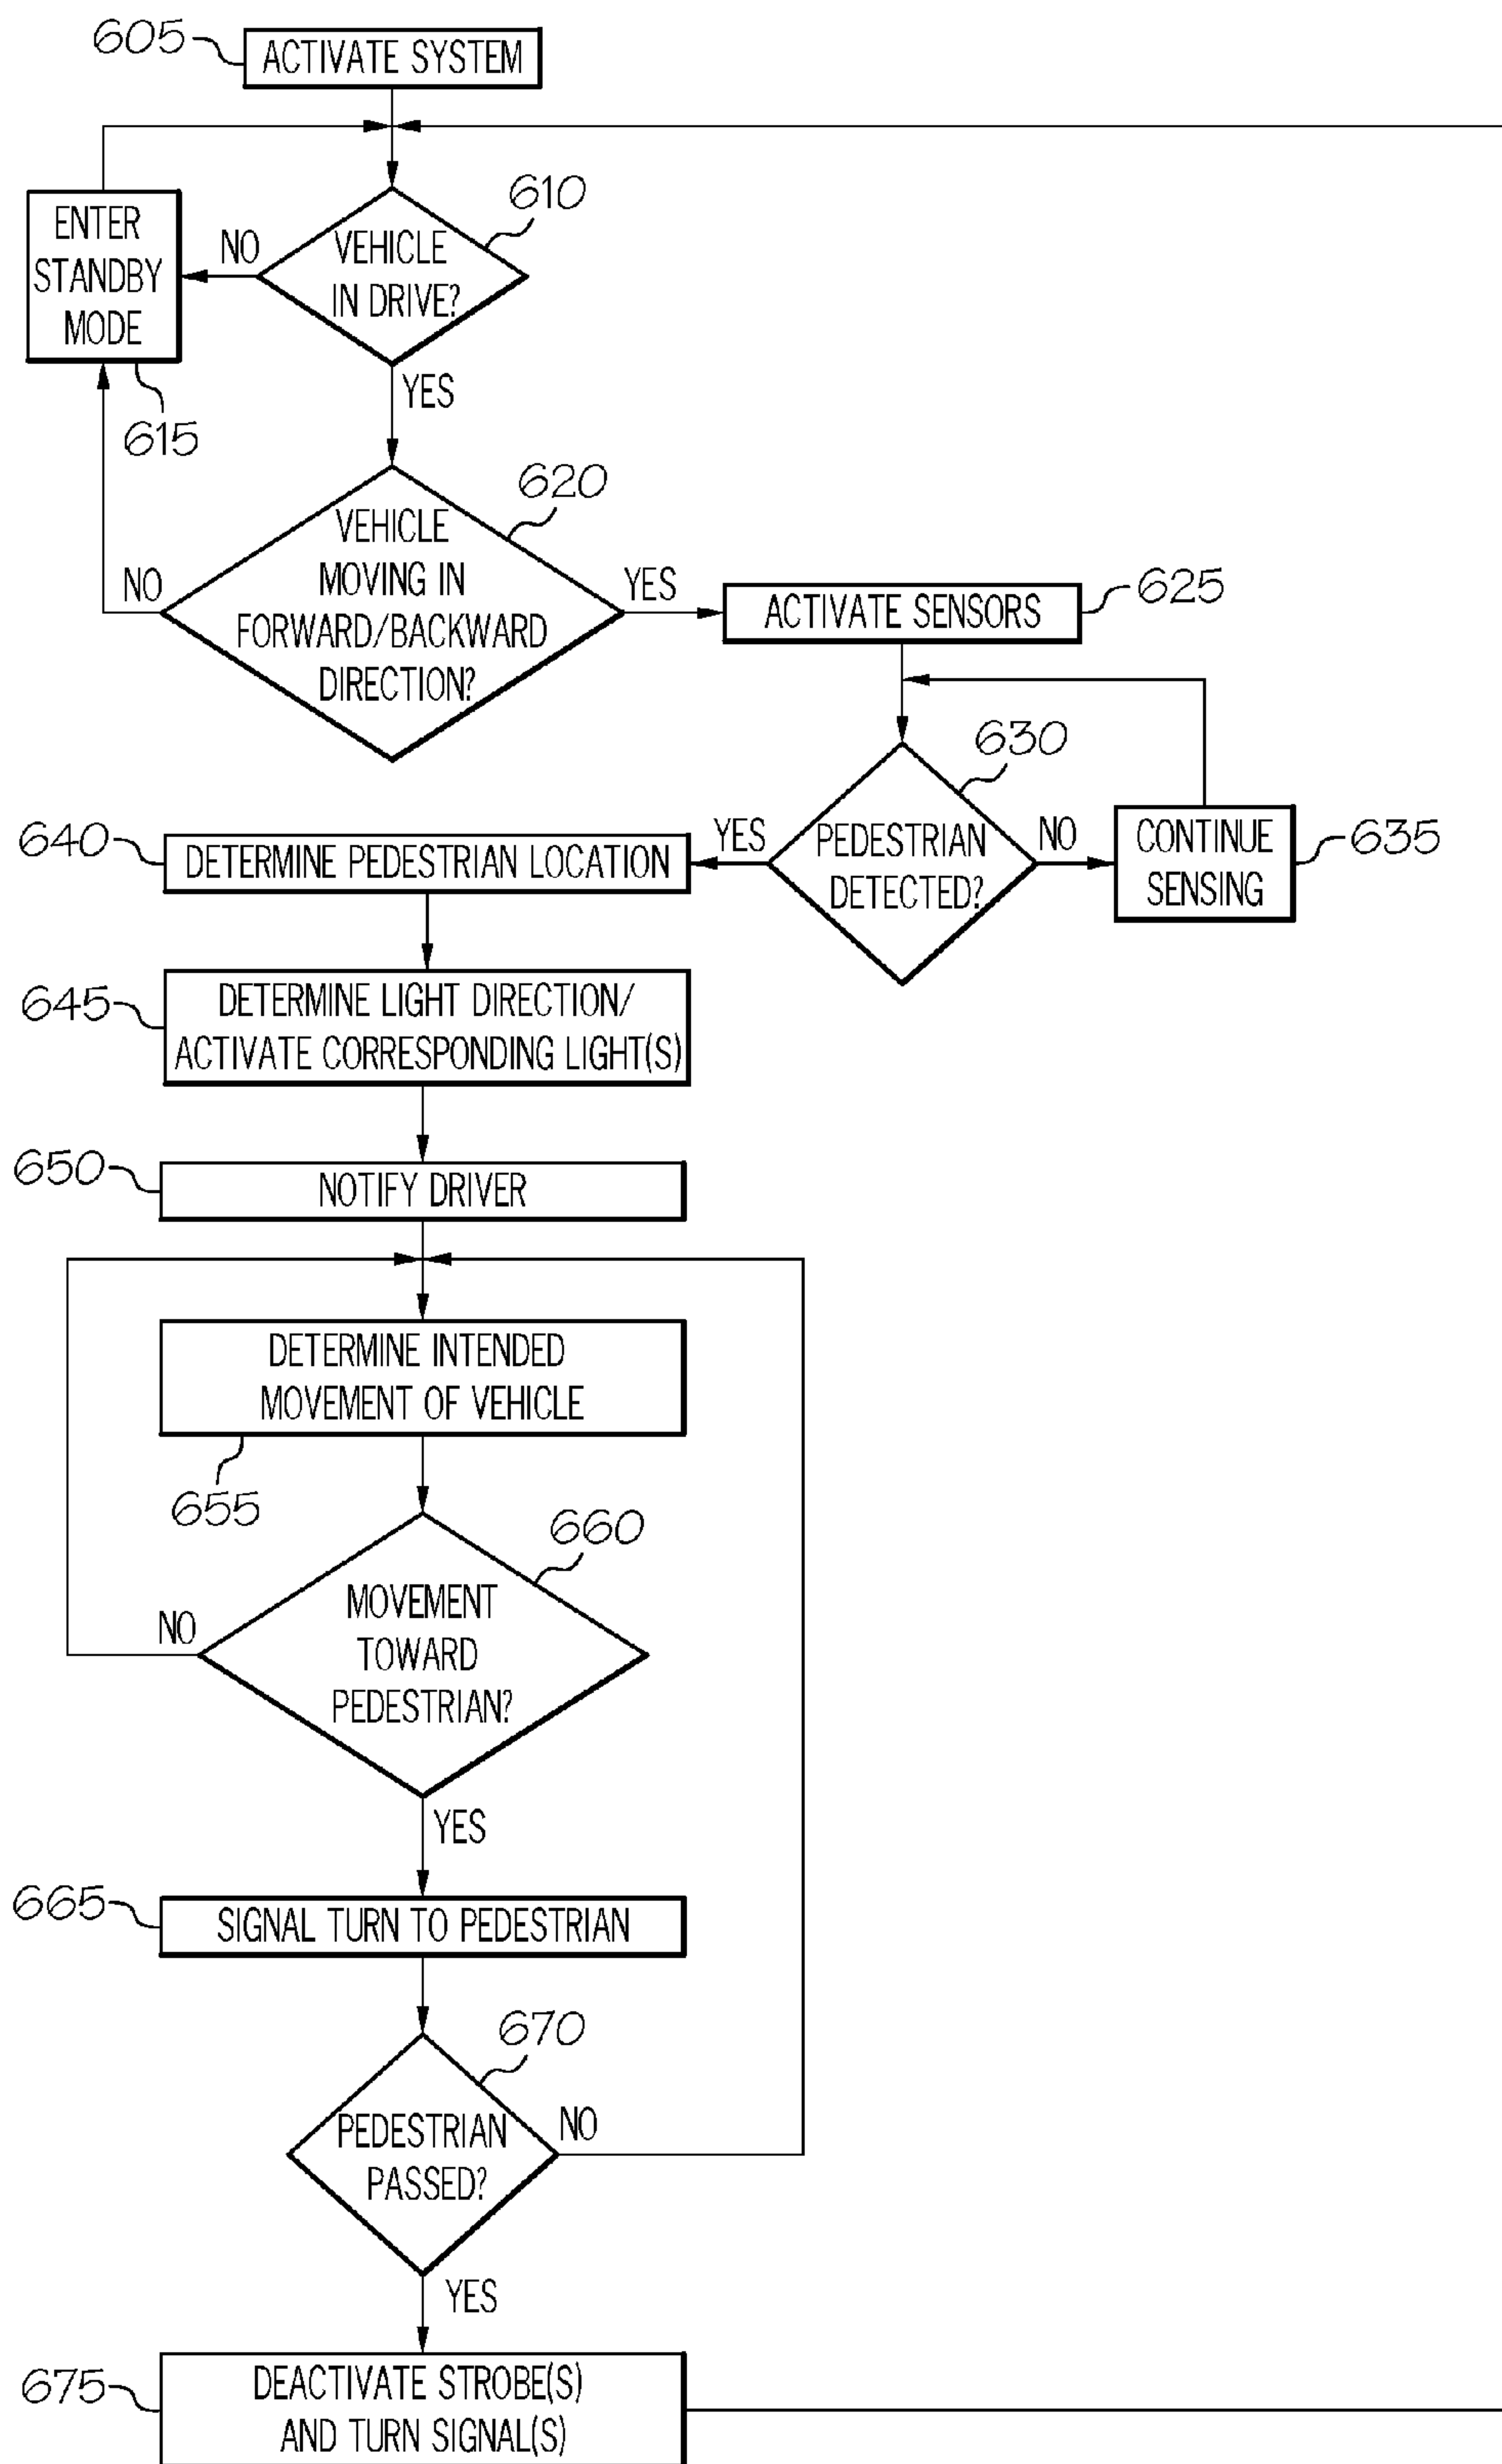 605
ACTIVATE SYSTEM
610
ENTER
STANDBY
MODE
NO
VEHICLE
IN DRIVE?
615
YES
620
VEHICLE
MOVING IN
FORWARD/BACKWARD
DIRECTION?
NO
YES
ACTIVATE SENSORS
625
630
640
DETERMINE PEDESTRIAN LOCATION
YES
PEDESTRIAN
DETECTED?
NO
CONTINUE
SENSING
635
645
DETERMINE LIGHT DIRECTION/
ACTIVATE CORRESPONDING LIGHT(S)
650
NOTIFY DRIVER
DETERMINE INTENDED
MOVEMENT OF VEHICLE
655
660
NO
MOVEMENT
TOWARD
PEDESTRIAN?
YES
665
SIGNAL TURN TO PEDESTRIAN
670
PEDESTRIAN
PASSED?
NO
YES
675
DEACTIVATE STROBE(S)
AND TURN SIGNAL(S)